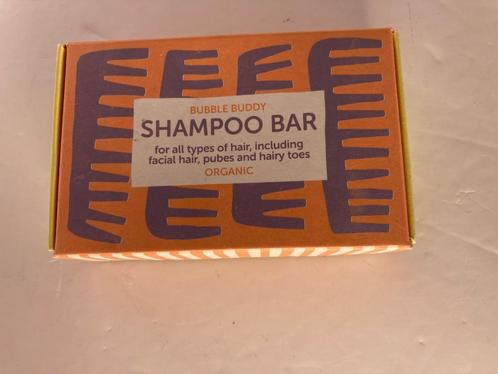 BUBBLE BUDDY
SHAMPOO BAR
for all types of hair, including
facial hair, pubes and hairy toes
ORGANIC